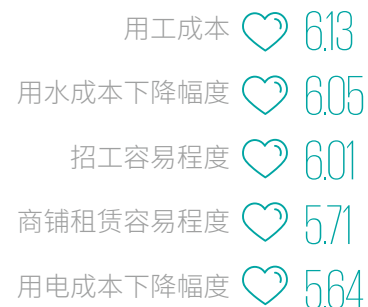 用工成本 6.13
用水成本下降幅度 6.05
招工容易程度 6.01
商铺租赁容易程度 5.71
用电成本下降幅度 5.64